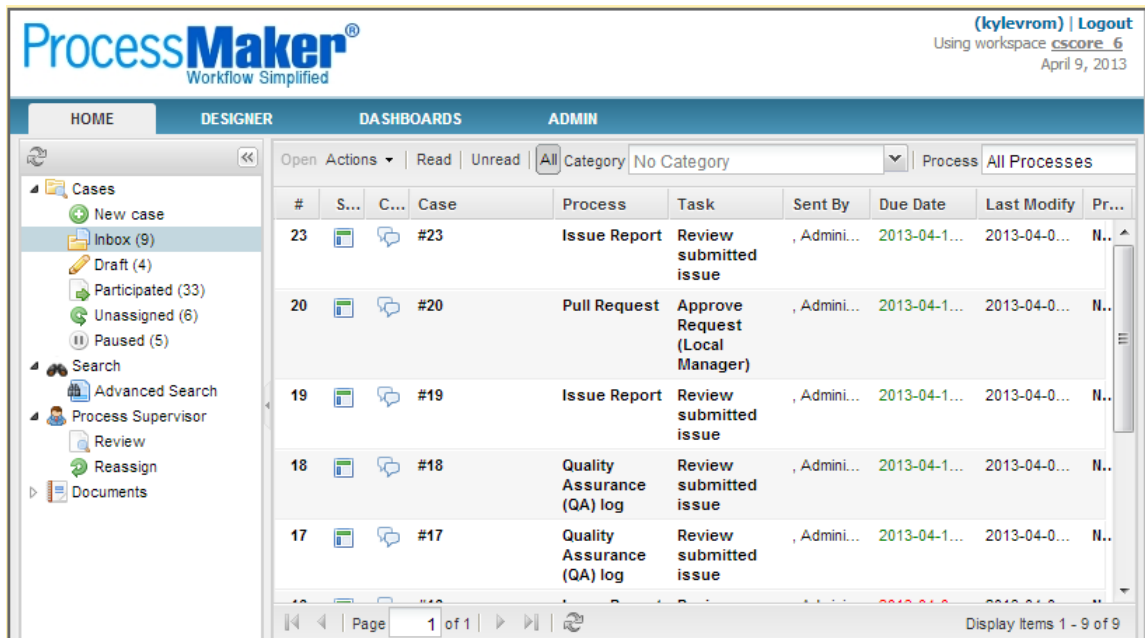 ProcessMaker®
Workflow Simplified
(kylevrom) | Logout
Using workspace cscore_6
April 9, 2013
HOME DESIGNER DASHBOARDS ADMIN
Cases
New case
Inbox (9)
Draft (4)
Participated (33)
Unassigned (6)
Paused (5)
Search
Advanced Search
Process Supervisor
Review
Reassign
Documents
Open Actions | Read | Unread | All Category No Category Process All Processes
# S... C... Case Process Task Sent By Due Date Last Modify Pr...
23 #23 Issue Report Review submitted issue , Admini... 2013-04-1... 2013-04-0... N..
20 #20 Pull Request Approve Request (Local Manager) , Admini... 2013-04-1... 2013-04-0... N..
19 #19 Issue Report Review submitted issue , Admini... 2013-04-1... 2013-04-0... N..
18 #18 Quality Assurance (QA) log Review submitted issue , Admini... 2013-04-1... 2013-04-0... N..
17 #17 Quality Assurance (QA) log Review submitted issue , Admini... 2013-04-1... 2013-04-0... N..
Page 1 of 1 Display Items 1 - 9 of 9